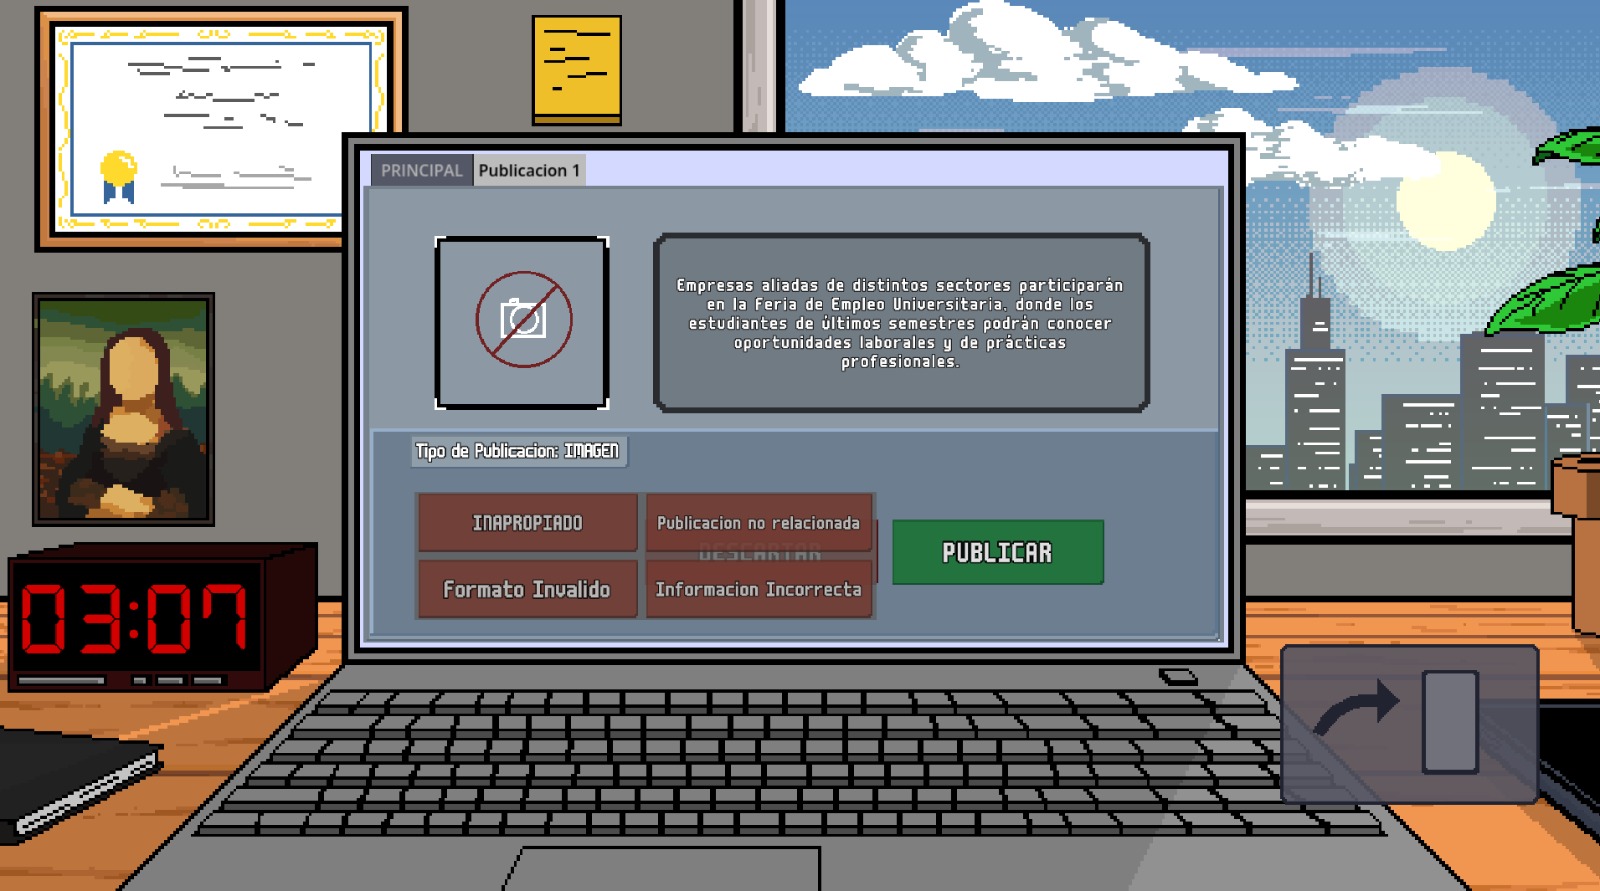 PRINCIPAL
Publicacion 1
Empresas aliadas de distintos sectores participarán
en la Feria de Empleo Universitaria, donde los
estudiantes de últimos semestres podrán conocer
oportunidades laborales y de prácticas
profesionales.
Tipo de Publicacion: IMAGEN
INAPROPIADO
Publicacion no relacionada
DESCARTAR
PUBLICAR
Formato Invalido
Informacion Incorrecta
03:07